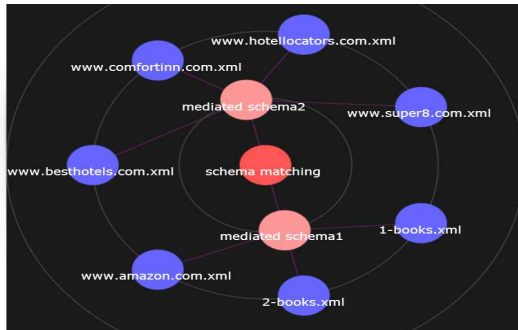 www.hotellocators.com.xml
www.comfortinn.com.xml
mediated schema2
www.super8.com.xml
www.besthotels.com.xml
schema matching
mediated schema1
1-books.xml
www.amazon.com.xml
2-books.xml